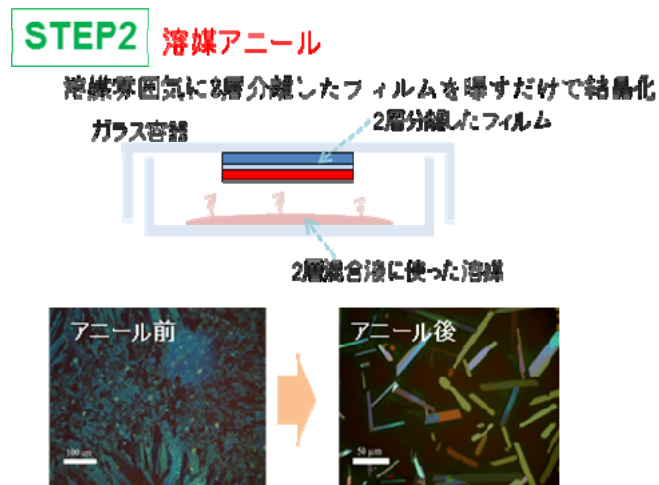 STEP2 溶媒アニール
溶媒雰囲気に2層分離したフィルムを曝すだけで結晶化
ガラス容器
2層分離したフィルム
2層混合液に使った溶媒
アニール前
アニール後
100 μm
50 μm